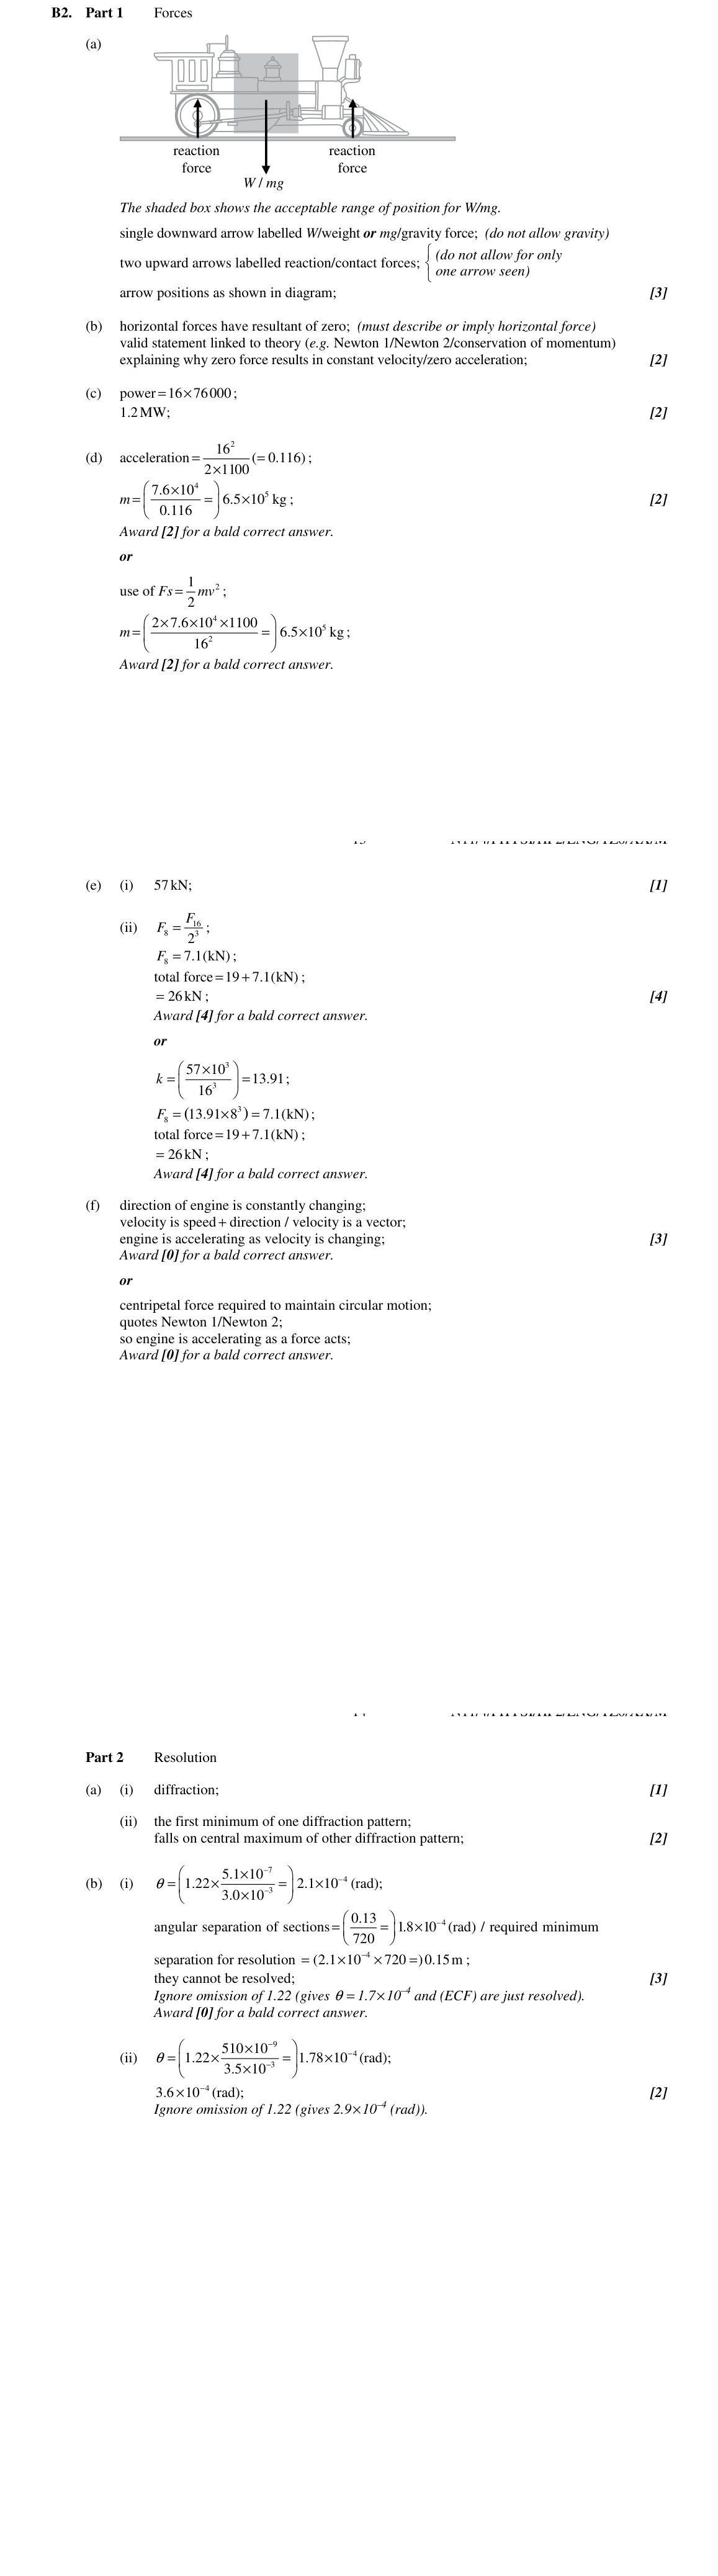 B2. Part 1 Forces
(a)
reaction force
reaction force
W / mg
The shaded box shows the acceptable range of position for W/mg.
single downward arrow labelled W/weight or mg/gravity force; (do not allow gravity)
two upward arrows labelled reaction/contact forces; { (do not allow for only one arrow seen)
arrow positions as shown in diagram; [3]
(b) horizontal forces have resultant of zero; (must describe or imply horizontal force)
valid statement linked to theory (e.g. Newton 1/Newton 2/conservation of momentum)
explaining why zero force results in constant velocity/zero acceleration; [2]
(c) power = 16×76000;
1.2 MW; [2]
(d) acceleration = 16²/(2×1100) (= 0.116);
m = (7.6×10⁴/0.116 =) 6.5×10⁵ kg; [2]
Award [2] for a bald correct answer.
or
use of Fs = 1/2 mv²;
m = (2×7.6×10⁴×1100/16² =) 6.5×10⁵ kg;
Award [2] for a bald correct answer.
(e) (i) 57 kN; [1]
(ii) F₈ = F₁₆/2³;
F₈ = 7.1(kN);
total force = 19 + 7.1(kN);
= 26 kN; [4]
Award [4] for a bald correct answer.
or
k = (57×10³/16³) = 13.91;
F₈ = (13.91×8³) = 7.1(kN);
total force = 19 + 7.1(kN);
= 26 kN;
Award [4] for a bald correct answer.
(f) direction of engine is constantly changing;
velocity is speed + direction / velocity is a vector;
engine is accelerating as velocity is changing; [3]
Award [0] for a bald correct answer.
or
centripetal force required to maintain circular motion;
quotes Newton 1/Newton 2;
so engine is accelerating as a force acts;
Award [0] for a bald correct answer.
Part 2 Resolution
(a) (i) diffraction; [1]
(ii) the first minimum of one diffraction pattern;
falls on central maximum of other diffraction pattern; [2]
(b) (i) θ = (1.22×5.1×10⁻⁷/3.0×10⁻³ =) 2.1×10⁻⁴ (rad);
angular separation of sections = (0.13/720 =) 1.8×10⁻⁴ (rad) / required minimum
separation for resolution = (2.1×10⁻⁴×720 =) 0.15 m;
they cannot be resolved; [3]
Ignore omission of 1.22 (gives θ = 1.7×10⁻⁴ and (ECF) are just resolved).
Award [0] for a bald correct answer.
(ii) θ = (1.22×510×10⁻⁹/3.5×10⁻³ =) 1.78×10⁻⁴ (rad);
3.6×10⁻⁴ (rad); [2]
Ignore omission of 1.22 (gives 2.9×10⁻⁴ (rad)).